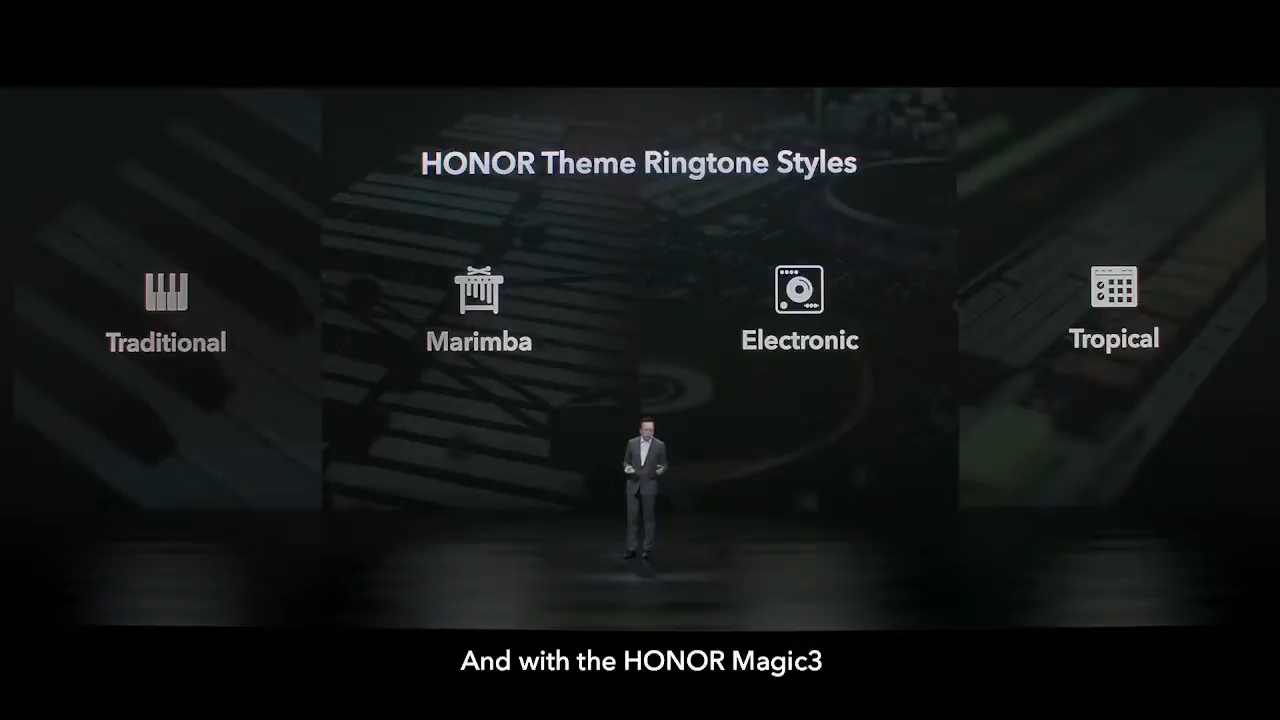 HONOR Theme Ringtone Styles
Traditional
Marimba
Electronic
Tropical
And with the HONOR Magic3